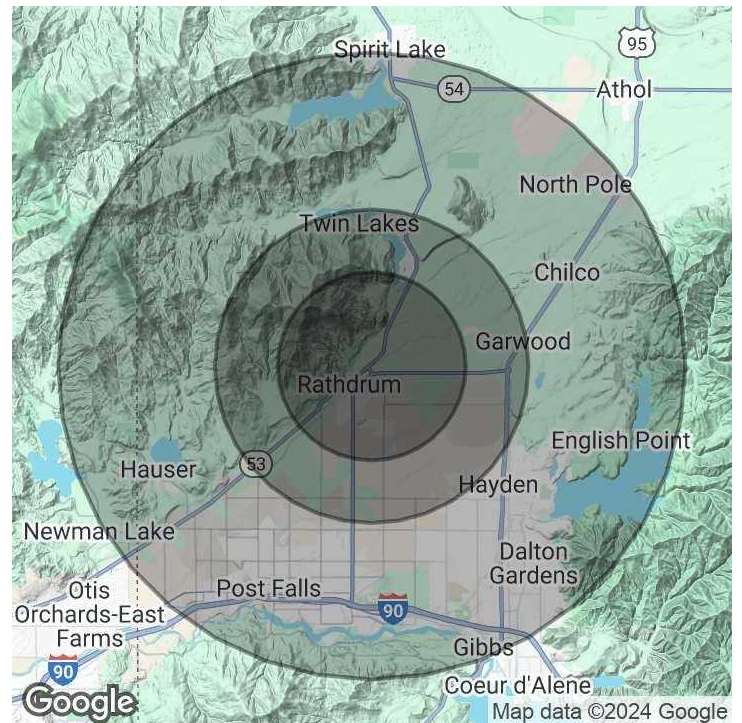 Spirit Lake
95
54
Athol
North Pole
Twin Lakes
Chilco
Garwood
Rathdrum
English Point
53
Hauser
Hayden
Newman Lake
Dalton
Gardens
Otis
Orchards-East
Farms
Post Falls
90
Gibbs
90
Coeur d'Alene
Google
Map data ©2024 Google